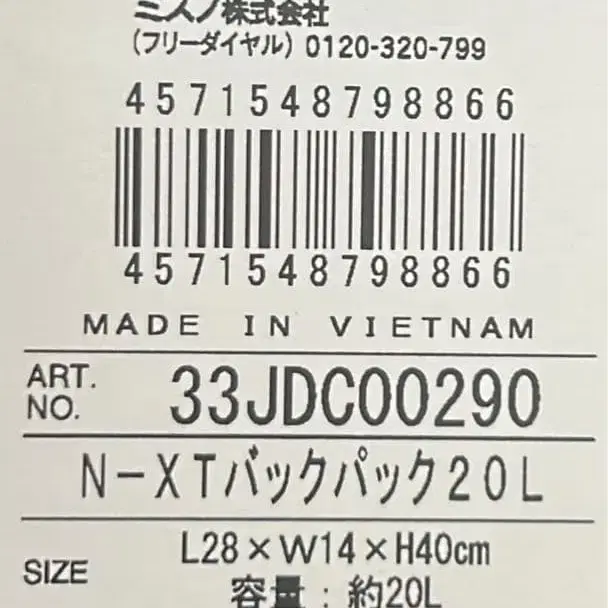 ミズノ株式会社
(フリーダイヤル) 0120-320-799
4571548798866
4571548798866
MADE IN VIETNAM
ART. NO. 33JDC00290
N-XTバックパック20L
SIZE L28×W14×H40cm
容量:約20L